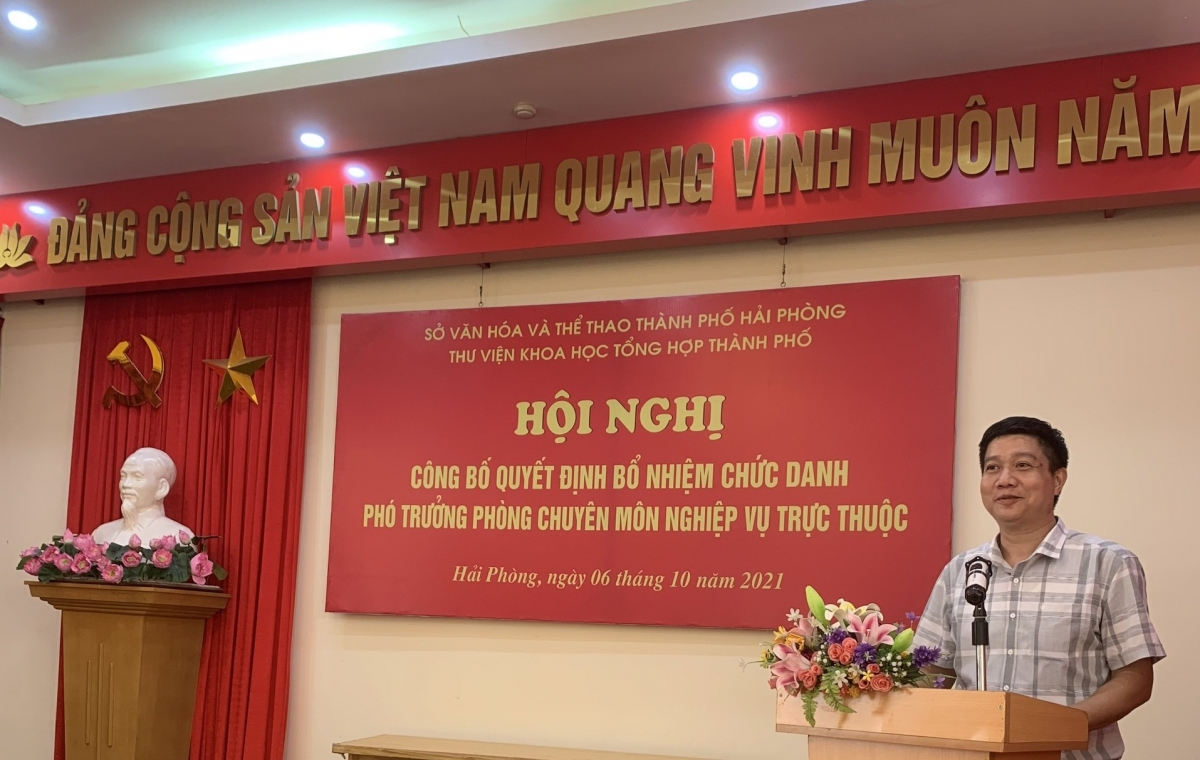 ĐẢNG CỘNG SẢN VIỆT NAM QUANG VINH MUÔN NĂM
SỞ VĂN HÓA VÀ THỂ THAO THÀNH PHỐ HẢI PHÒNG
THƯ VIỆN KHOA HỌC TỔNG HỢP THÀNH PHỐ
HỘI NGHỊ
CÔNG BỐ QUYẾT ĐỊNH BỔ NHIỆM CHỨC DANH
PHÓ TRƯỞNG PHÒNG CHUYÊN MÔN NGHIỆP VỤ TRỰC THUỘC
Hải Phòng, ngày 06 tháng 10 năm 2021